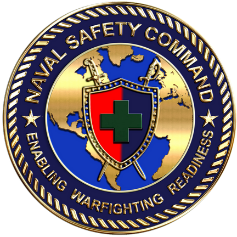 NAVAL SAFETY COMMAND
ENABLING WARFIGHTING READINESS